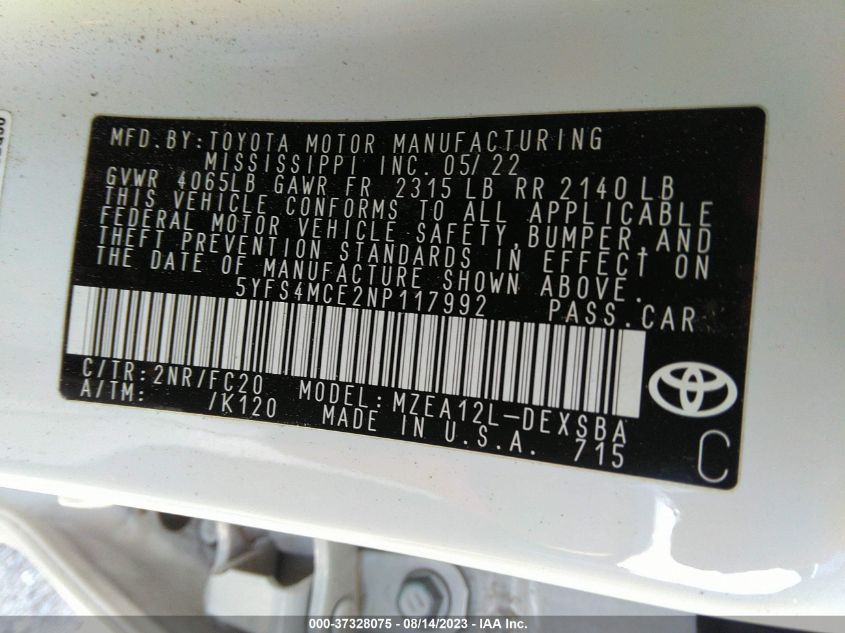 MFD.BY:TOYOTA MOTOR MANUFACTURING
MISSISSIPPI INC. 05/22
GVWR 4065LB GAWR FR 2315 LB RR 2140 LB
THIS VEHICLE CONFORMS TO ALL APPLICABLE
FEDERAL MOTOR VEHICLE SAFETY,BUMPER,AND
THEFT PREVENTION STANDARDS IN EFFECT ON
THE DATE OF MANUFACTURE SHOWN ABOVE.
5YFS4MCE2NP117992 PASS.CAR
C/TR:2NR/FC20 MODEL:MZEA12L-DEXSBA
A/TM: /K120 MADE IN U.S.A. 715
C
000-37328075 - 08/14/2023 - IAA Inc.